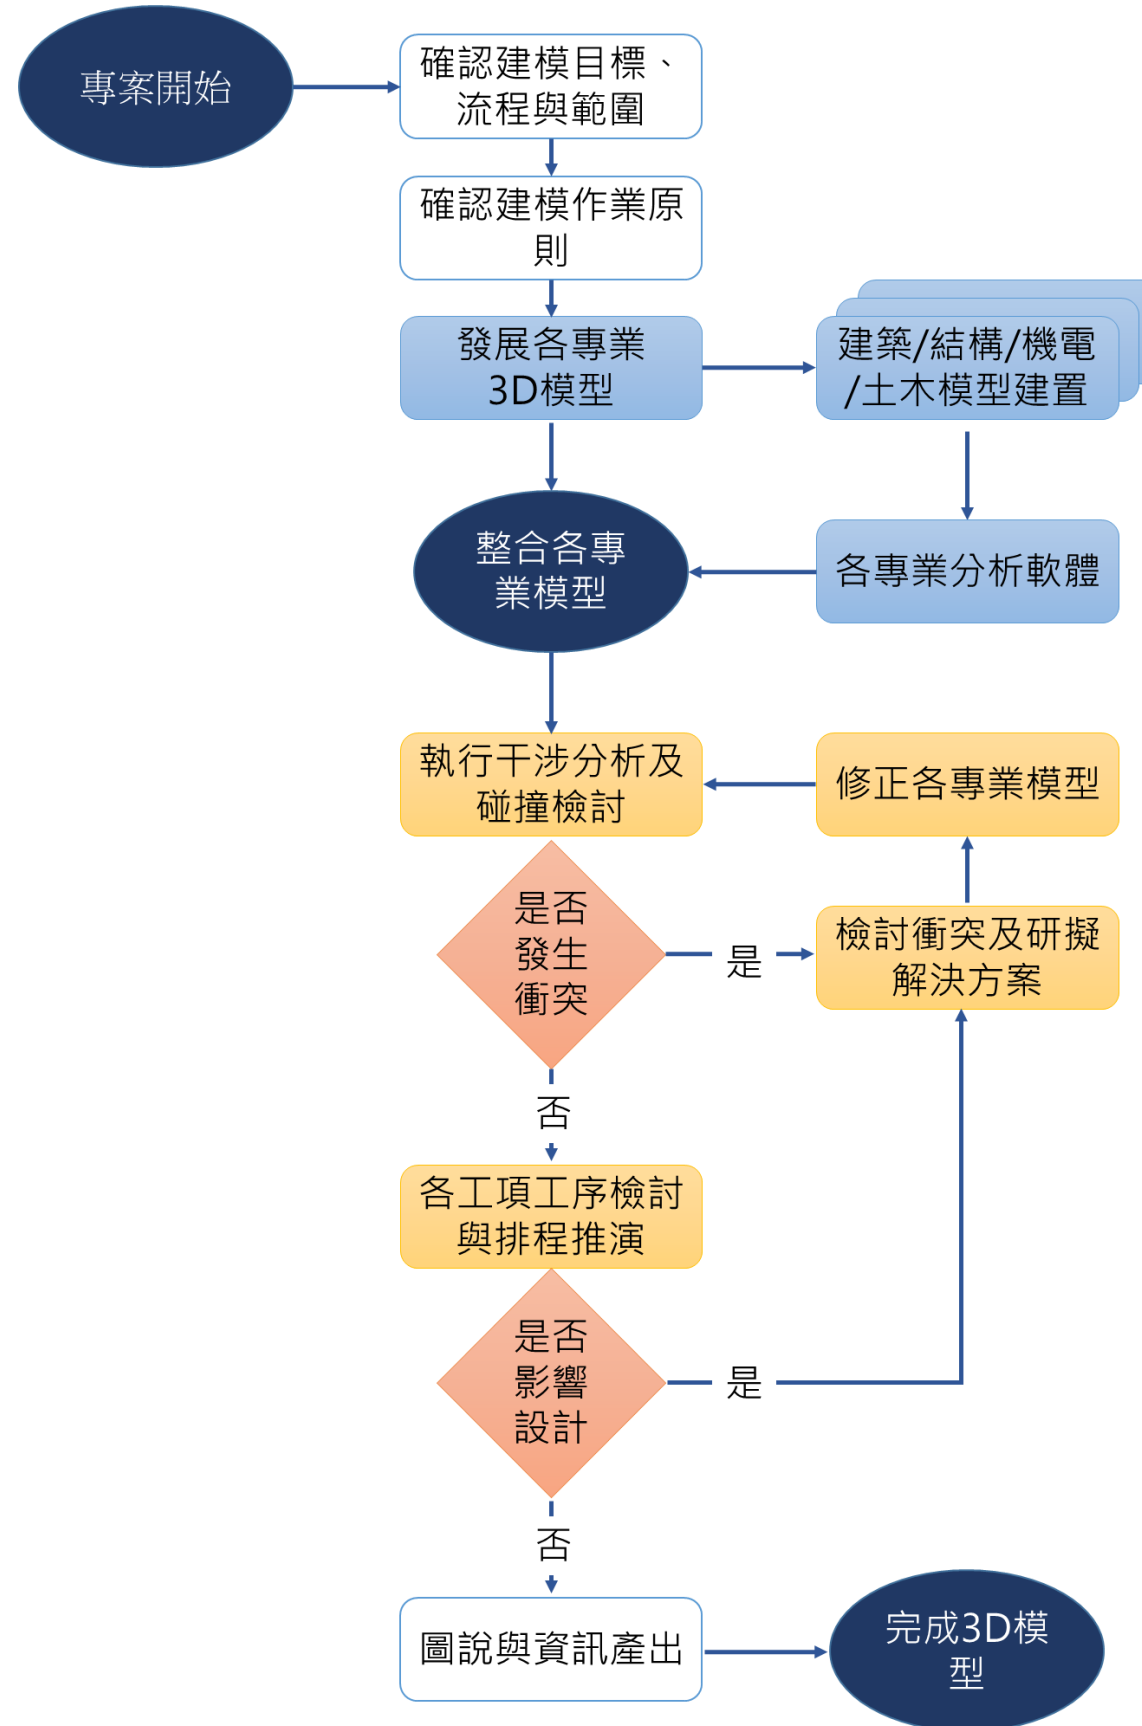 專案開始
確認建模目標、
流程與範圍
確認建模作業原
則
發展各專業
3D模型
建築/結構/機電
/土木模型建置
整合各專
業模型
各專業分析軟體
執行干涉分析及
碰撞檢討
修正各專業模型
是否
發生
衝突
是
檢討衝突及研擬
解決方案
否
各工項工序檢討
與排程推演
是否
影響
設計
是
否
圖說與資訊產出
完成3D模
型